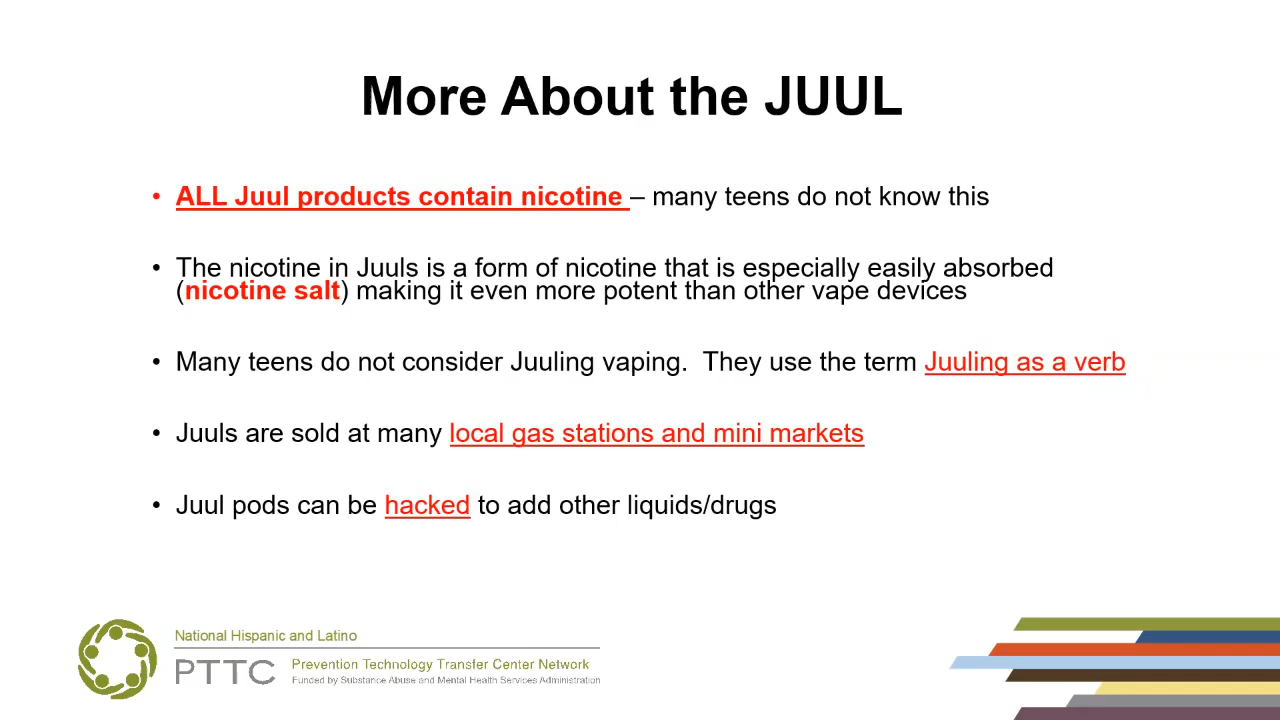 More About the JUUL
• ALL Juul products contain nicotine – many teens do not know this
• The nicotine in Juuls is a form of nicotine that is especially easily absorbed
(nicotine salt) making it even more potent than other vape devices
• Many teens do not consider Juuling vaping.  They use the term Juuling as a verb
• Juuls are sold at many local gas stations and mini markets
• Juul pods can be hacked to add other liquids/drugs
National Hispanic and Latino
PTTC Prevention Technology Transfer Center Network
Funded by Substance Abuse and Mental Health Services Administration